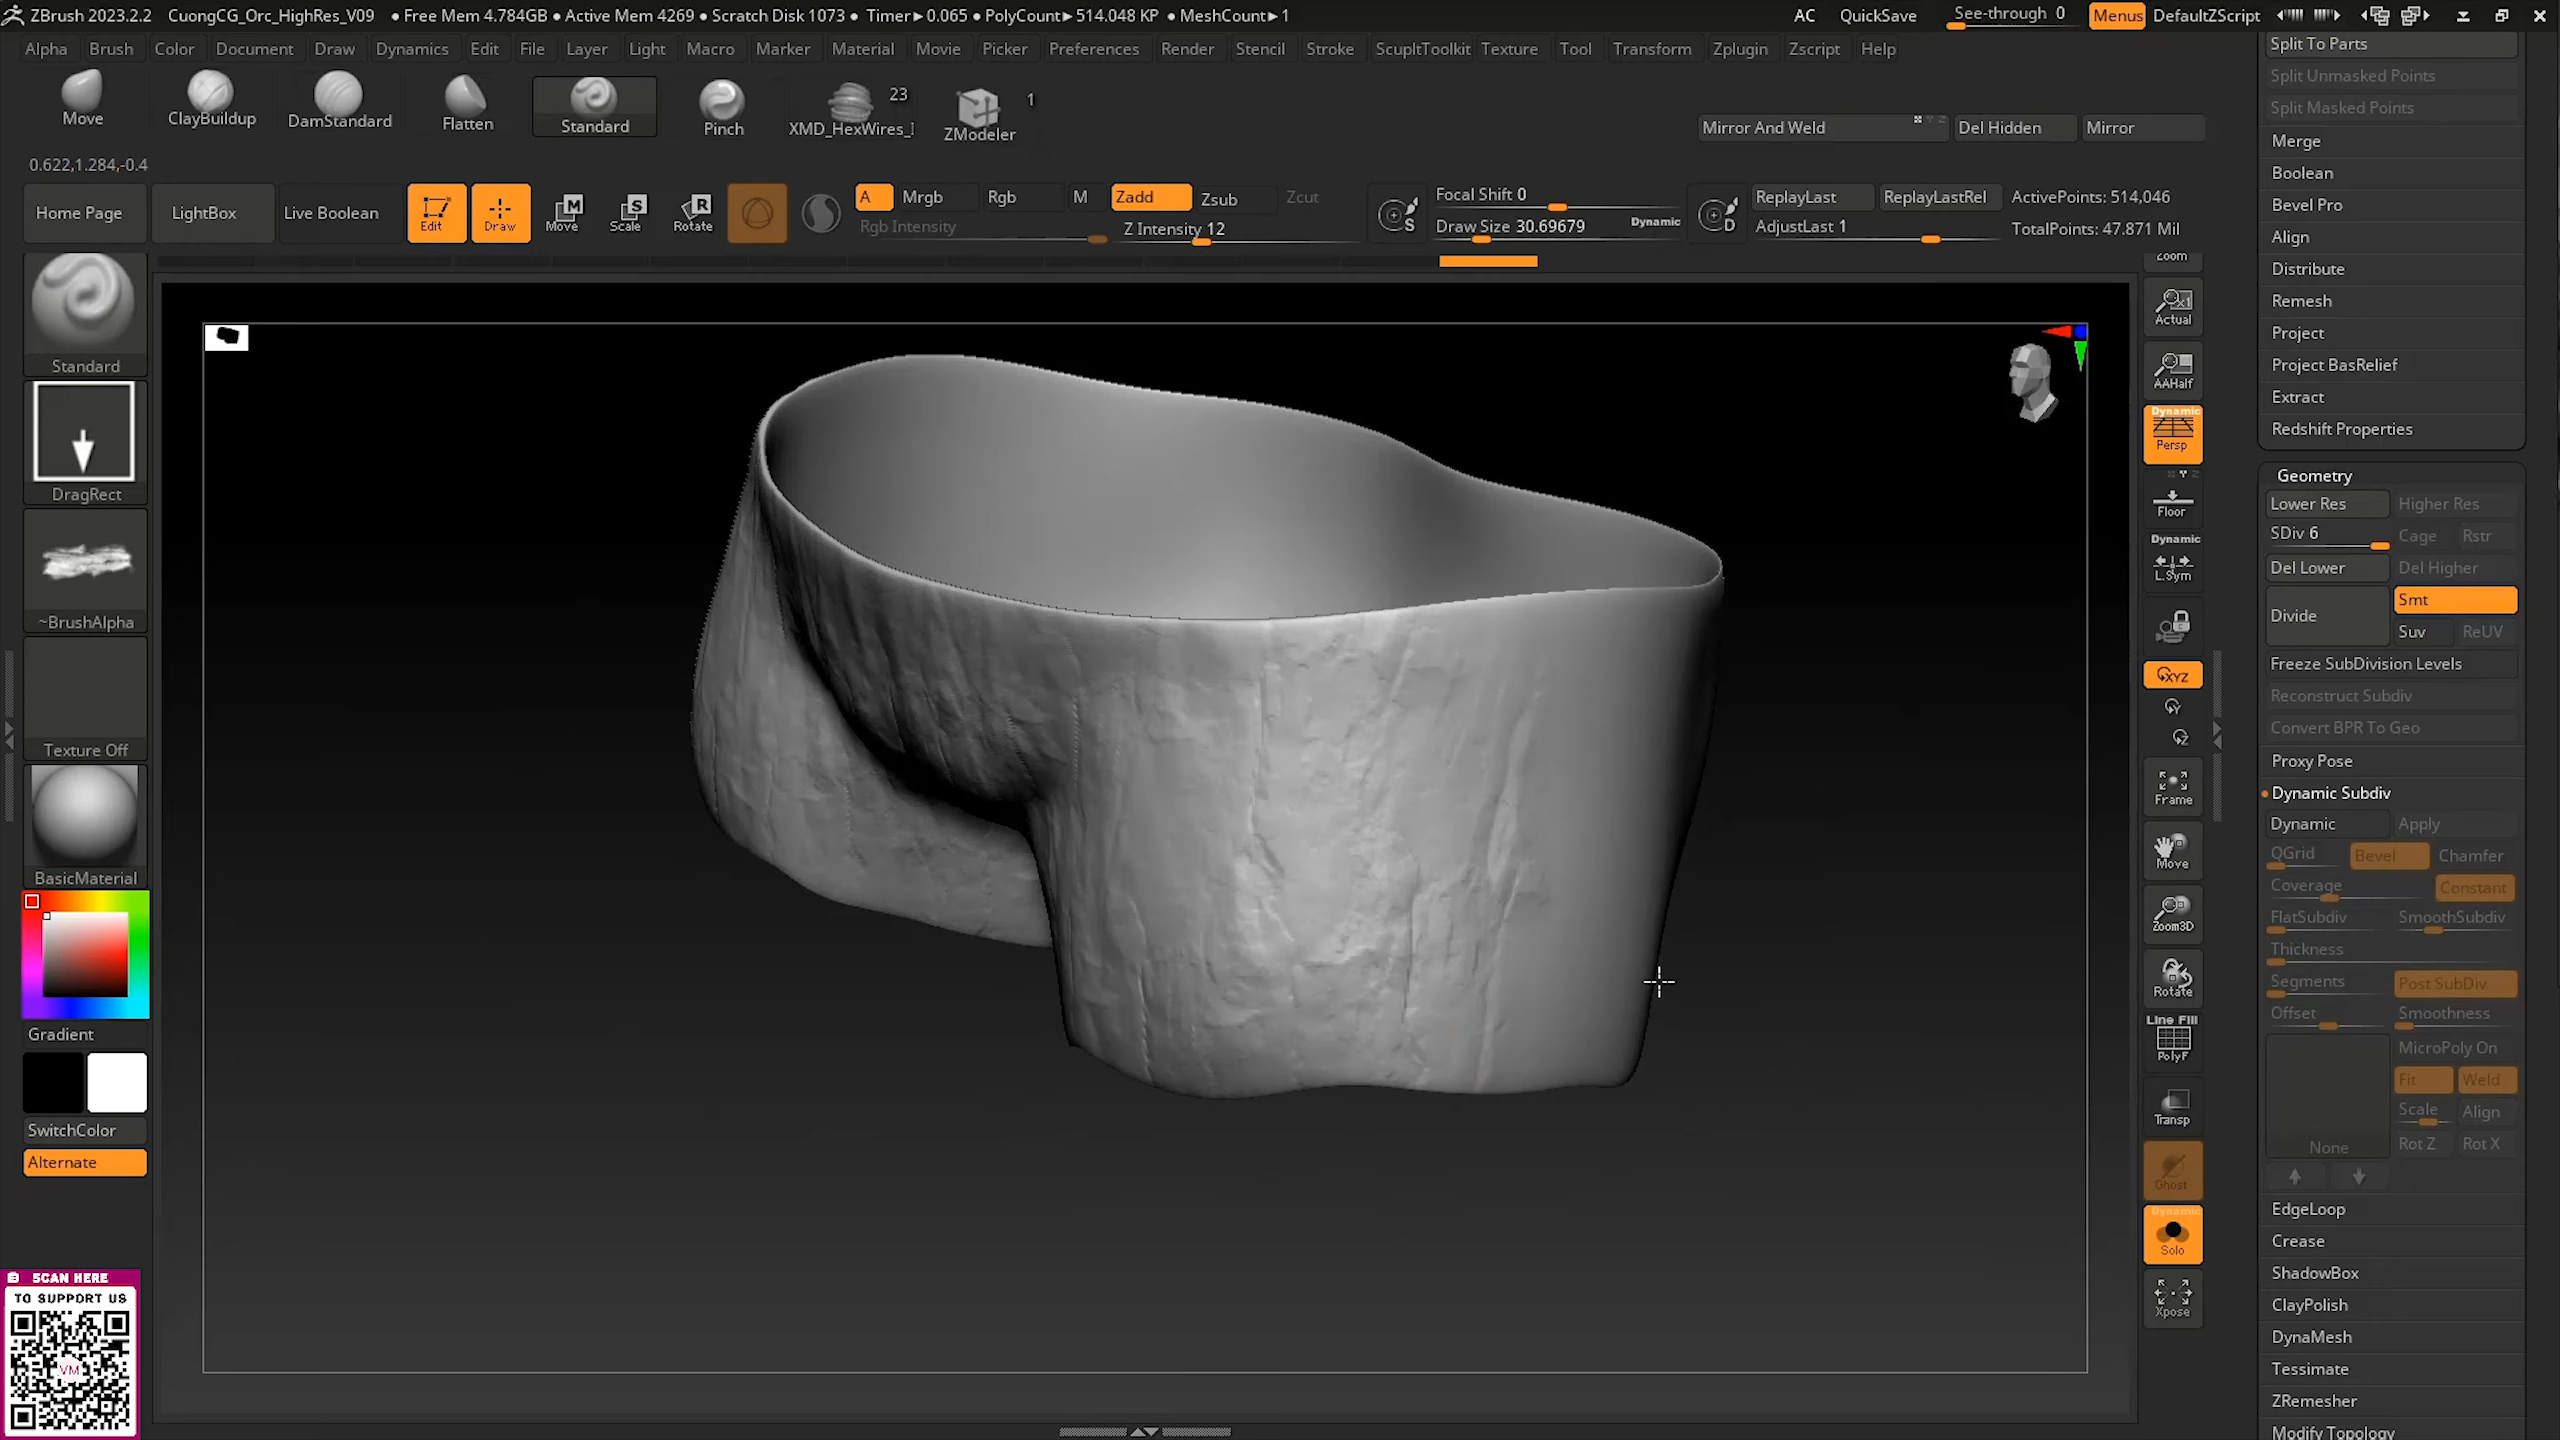 ZBrush 2023.2.2 CuongCG_Orc_HighRes_V09 • Free Mem 4.784GB • Active Mem 4269 • Scratch Disk 1073 • Timer▸0.065 • PolyCount▸514.048 KP • MeshCount▸1
AC QuickSave See-through 0 Menus DefaultZScript
Alpha Brush Color Document Draw Dynamics Edit File Layer Light Macro Marker Material Movie Picker Preferences Render Stencil Stroke ScupltToolkit Texture Tool Transform Zplugin Zscript Help
Move ClayBuildup DamStandard Flatten Standard Pinch XMD_HexWires_ 23 ZModeler 1
Mirror And Weld Del Hidden Mirror
0.622,1.284,-0.4
Home Page LightBox Live Boolean Edit Draw Move Scale Rotate
M S R
A Mrgb Rgb M Zadd Zsub Zcut
Rgb Intensity Z Intensity 12
S Focal Shift 0
Draw Size 30.69679 Dynamic
D ReplayLast ReplayLastRel
AdjustLast 1
ActivePoints: 514,046
TotalPoints: 47.871 Mil
Standard
DragRect
~BrushAlpha
Texture Off
BasicMaterial
Gradient
SwitchColor
Alternate
SCAN HERE
TO SUPPORT US
VM
Zoom
Actual
AAHalf
Dynamic
Persp
Floor
Dynamic
L.Sym
XYZ
Y
Z
Frame
Move
Zoom3D
Rotate
Line Fill
PolyF
Transp
Ghost
Dynamic
Solo
Xpose
Split To Parts
Split Unmasked Points
Split Masked Points
Merge
Boolean
Bevel Pro
Align
Distribute
Remesh
Project
Project BasRelief
Extract
Redshift Properties
Geometry
Lower Res Higher Res
SDiv 6 Cage Rstr
Del Lower Del Higher
Divide Smt
Suv ReUV
Freeze SubDivision Levels
Reconstruct Subdiv
Convert BPR To Geo
Proxy Pose
Dynamic Subdiv
Dynamic Apply
QGrid Bevel Chamfer
Coverage Constant
FlatSubdiv SmoothSubdiv
Thickness
Segments Post SubDiv
Offset Smoothness
MicroPoly On
Fit Weld
Scale Align
None Rot Z Rot X
EdgeLoop
Crease
ShadowBox
ClayPolish
DynaMesh
Tessimate
ZRemesher
Modify Topology